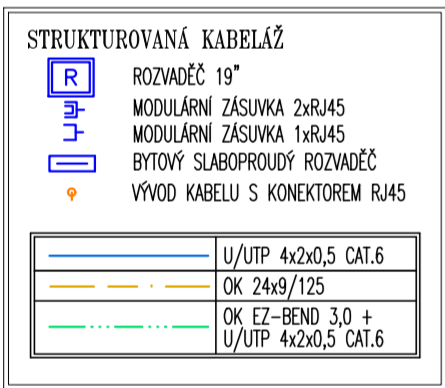 STRUKTUROVANÁ KABELÁŽ
R ROZVADĚČ 19"
MODULÁRNÍ ZÁSUVKA 2xRJ45
MODULÁRNÍ ZÁSUVKA 1xRJ45
BYTOVÝ SLABOPROUDÝ ROZVADĚČ
VÝVOD KABELU S KONEKTOREM RJ45
U/UTP 4x2x0,5 CAT.6
OK 24x9/125
OK EZ-BEND 3,0 +
U/UTP 4x2x0,5 CAT.6